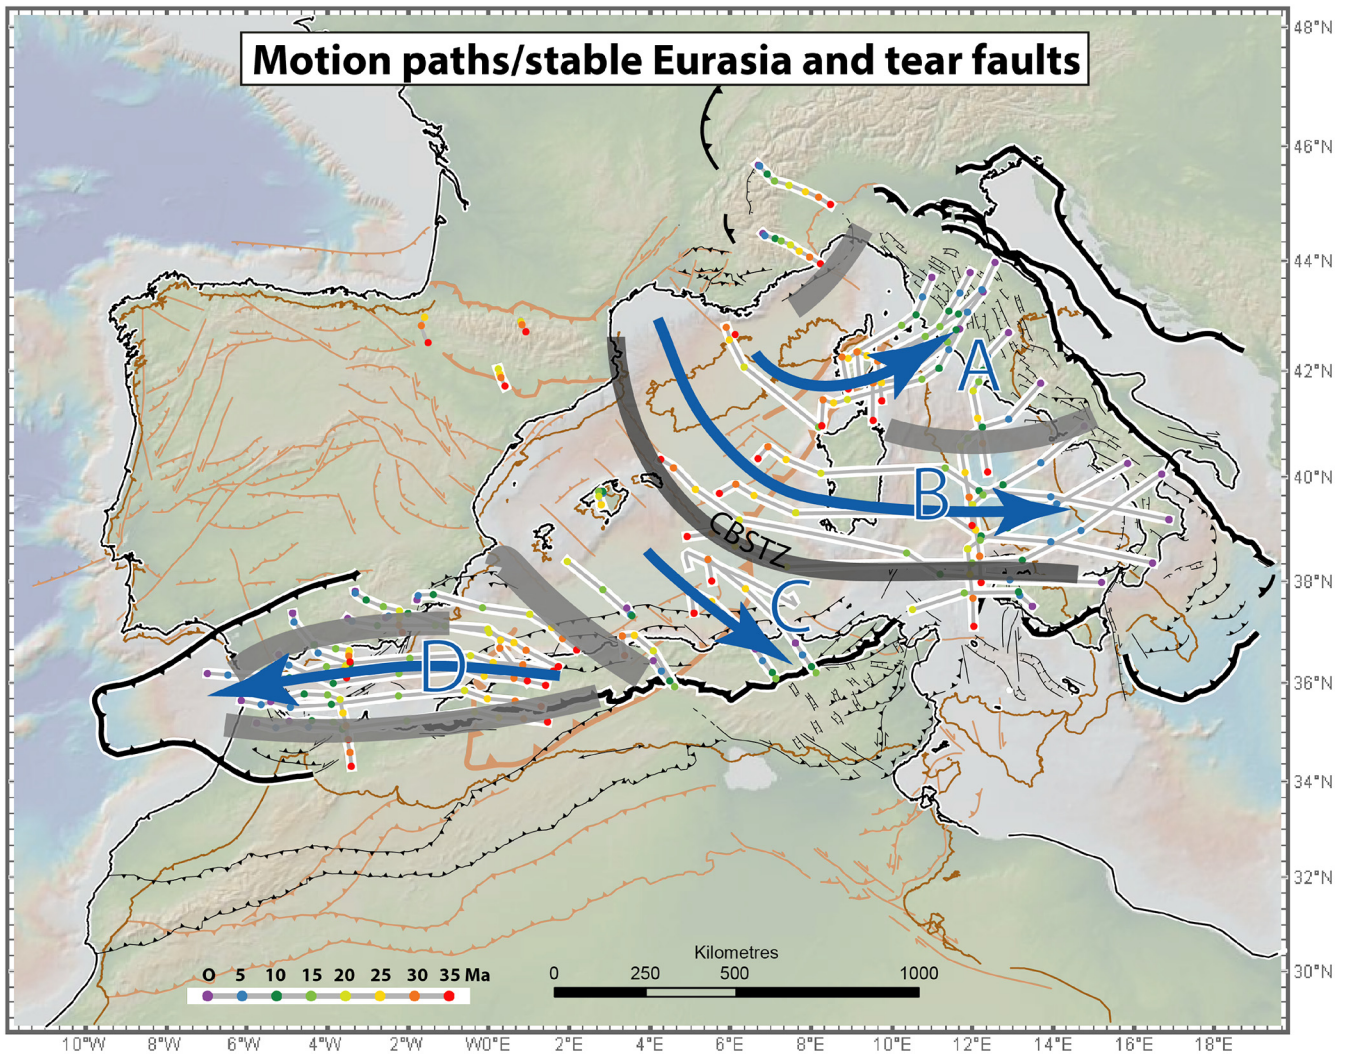 Motion paths/stable Eurasia and tear faults
48°N
46°N
44°N
42°N
40°N
38°N
36°N
34°N
32°N
30°N
A
B
CBSTZ
C
D
Kilometres
0 250 500 1000
O 5 10 15 20 25 30 35 Ma
10°W 8°W 6°W 4°W 2°W W0°E 2°E 4°E 6°E 8°E 10°E 12°E 14°E 16°E 18°E